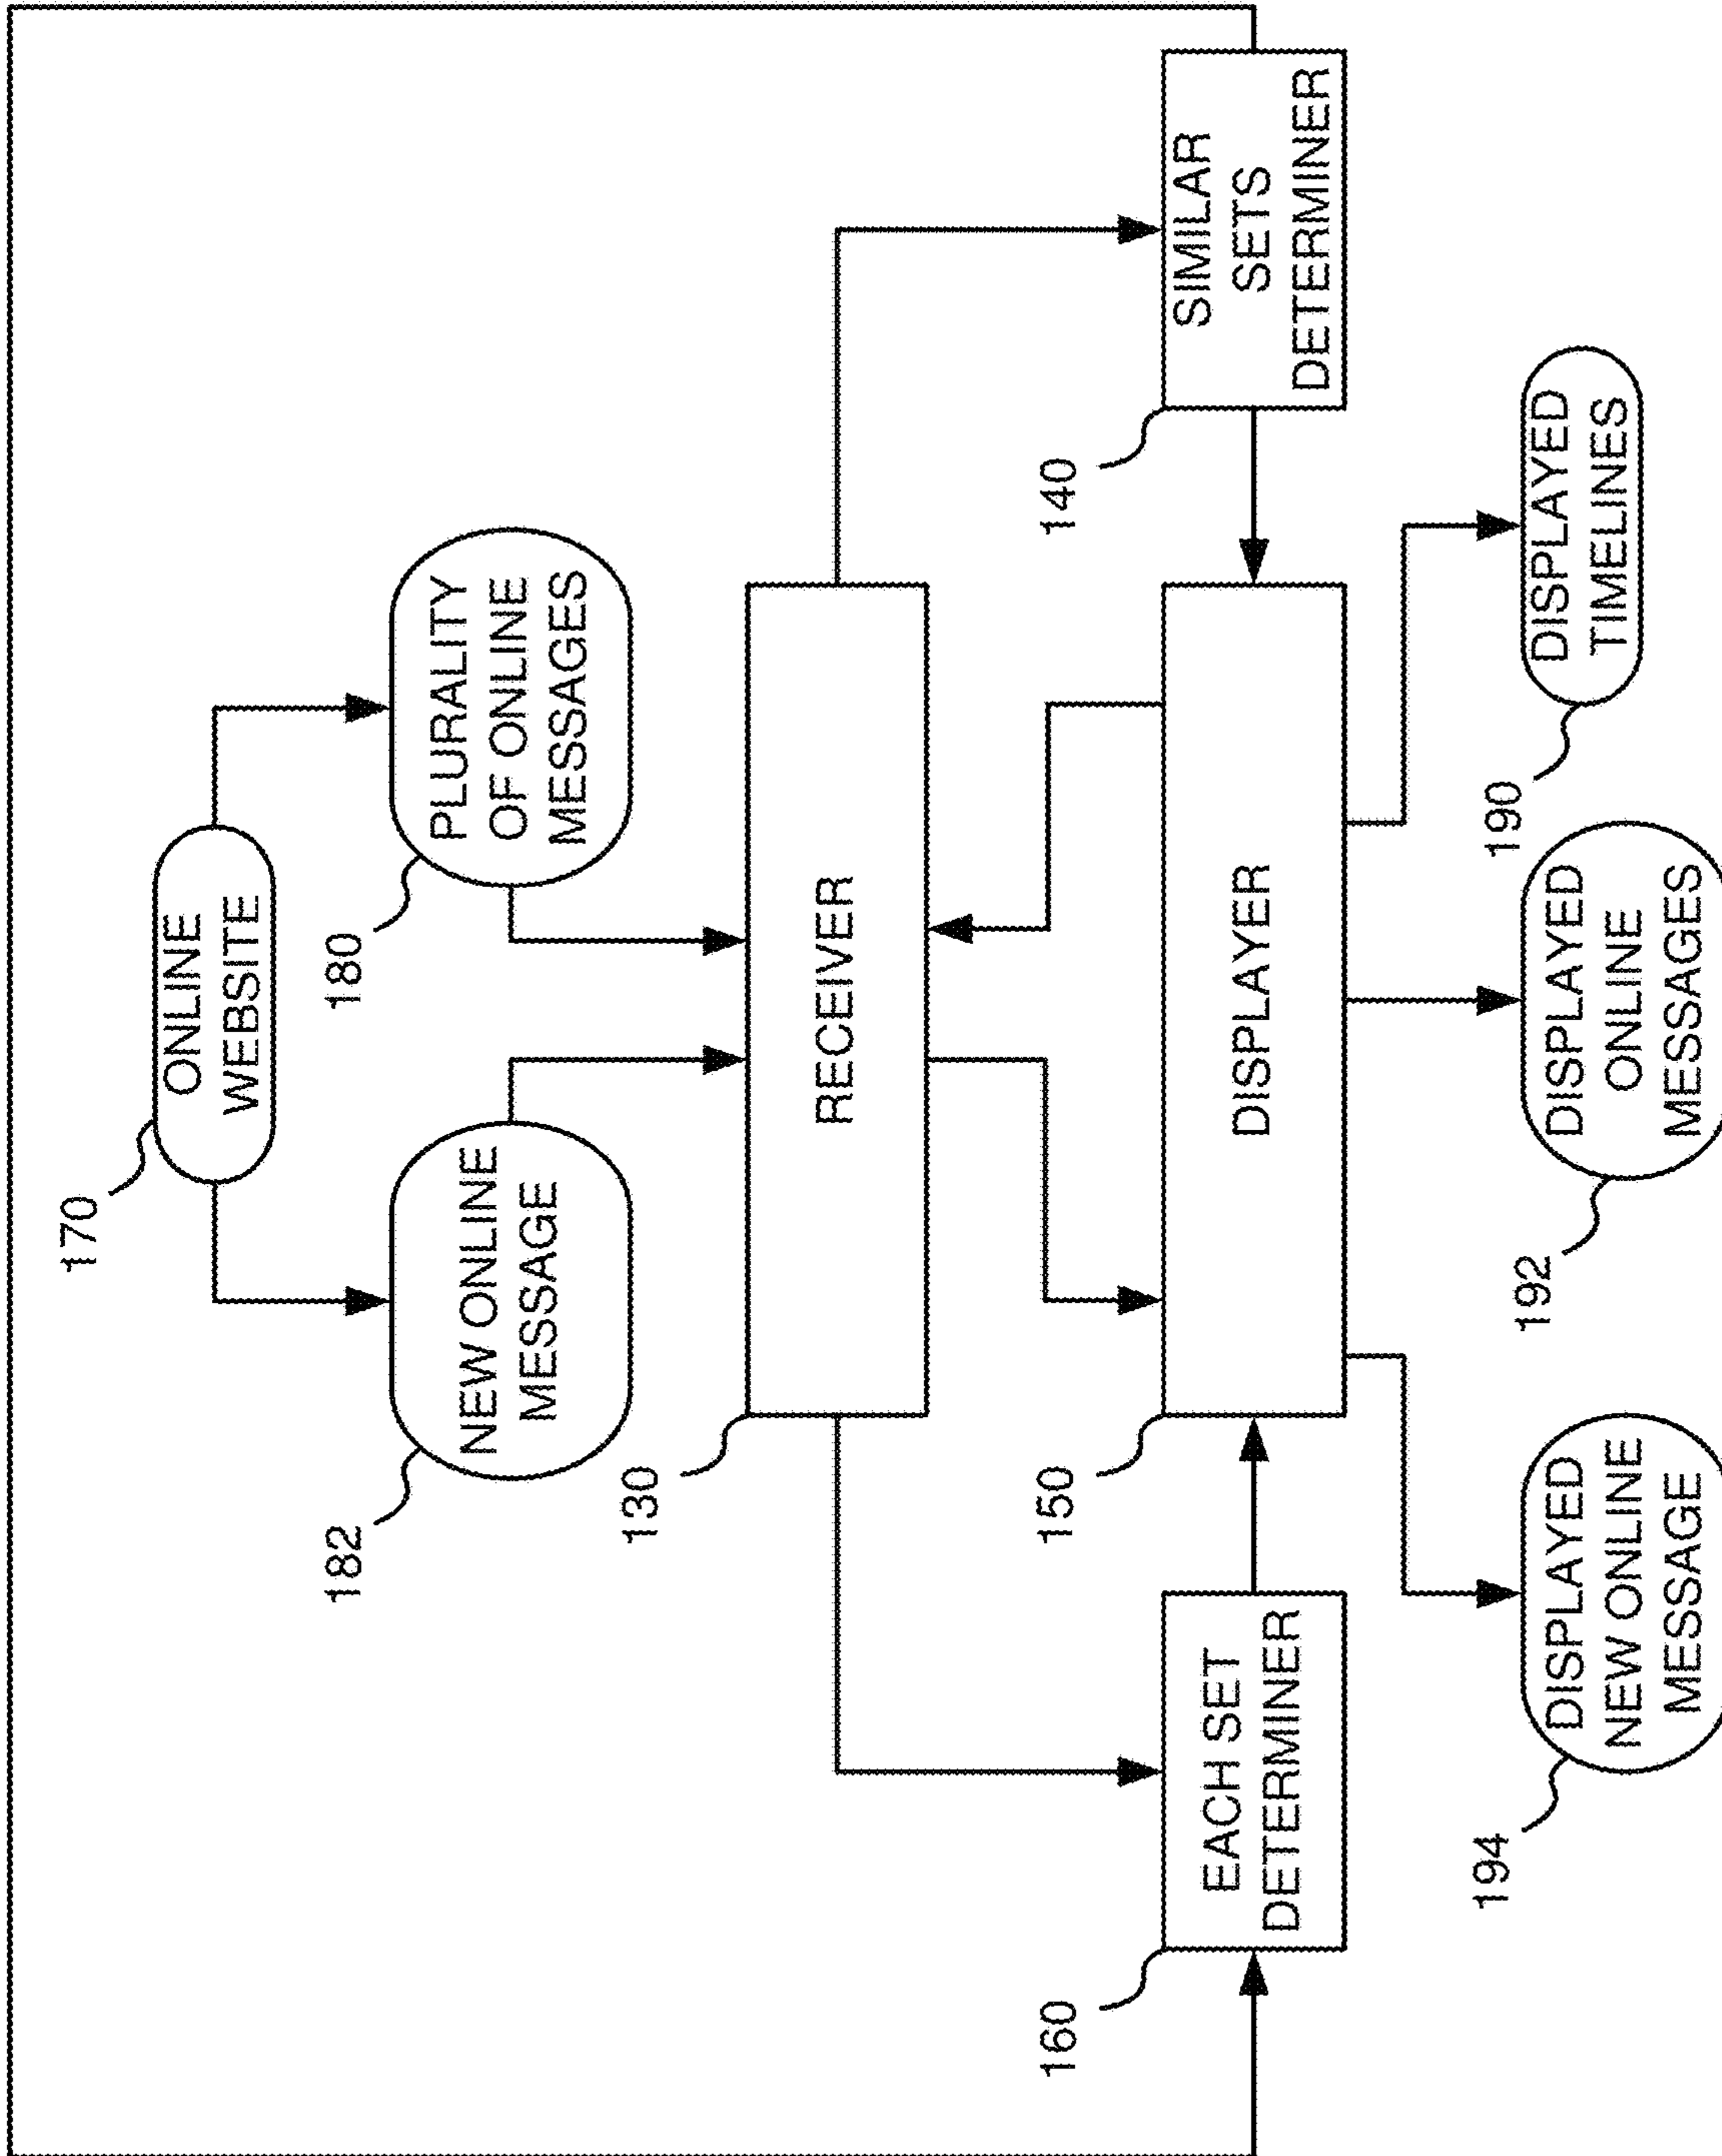 170
ONLINE
WEBSITE
182
NEW ONLINE
MESSAGE
180
PLURALITY
OF ONLINE
MESSAGES
130
RECEIVER
160
EACH SET
DETERMINER
150
DISPLAYER
140
SIMILAR
SETS
DETERMINER
194
DISPLAYED
NEW ONLINE
MESSAGE
192
DISPLAYED
ONLINE
MESSAGES
190
DISPLAYED
TIMELINES